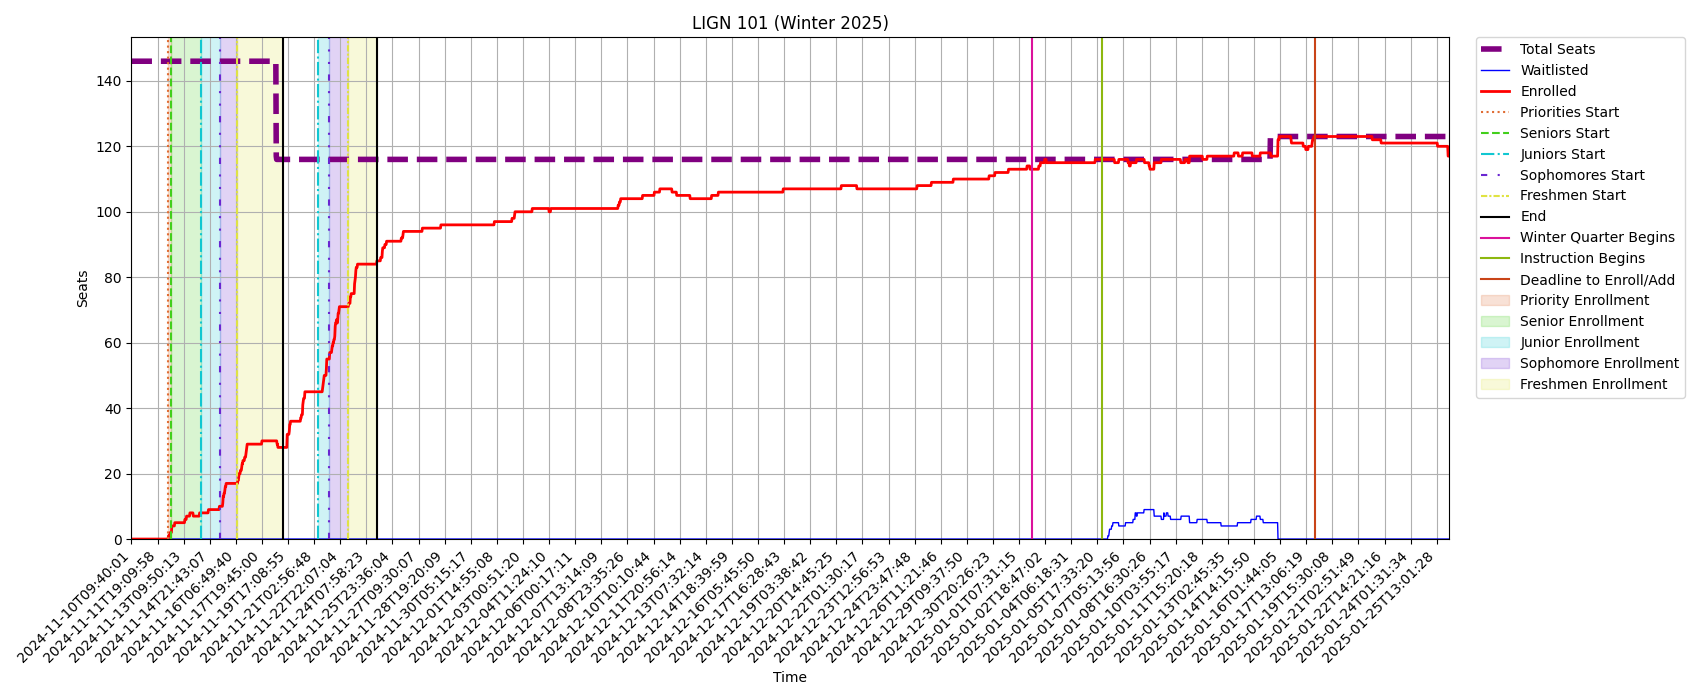 LIGN 101 (Winter 2025)
Seats
140
120
100
80
60
40
20
0
2024-11-10T09:40:01
2024-11-11T19:09:58
2024-11-13T09:50:13
2024-11-14T21:43:07
2024-11-16T06:49:40
2024-11-17T19:45:00
2024-11-19T17:08:55
2024-11-21T02:56:48
2024-11-22T22:07:04
2024-11-24T07:58:23
2024-11-25T23:36:04
2024-11-27T09:30:07
2024-11-28T19:20:09
2024-11-30T05:15:17
2024-12-01T14:55:08
2024-12-03T00:51:20
2024-12-04T11:24:10
2024-12-06T00:17:11
2024-12-07T13:14:09
2024-12-08T23:35:26
2024-12-10T10:10:44
2024-12-11T20:56:14
2024-12-13T07:32:14
2024-12-14T18:39:59
2024-12-16T05:45:50
2024-12-17T16:28:43
2024-12-19T03:38:42
2024-12-20T14:45:25
2024-12-22T01:30:17
2024-12-23T12:56:53
2024-12-24T23:47:48
2024-12-26T11:21:46
2024-12-29T09:37:50
2024-12-30T20:26:23
2025-01-01T07:31:15
2025-01-02T18:47:02
2025-01-04T06:18:31
2025-01-05T17:33:20
2025-01-07T05:13:56
2025-01-08T16:30:26
2025-01-10T03:55:17
2025-01-11T15:20:18
2025-01-13T02:45:35
2025-01-14T14:15:50
2025-01-16T01:44:05
2025-01-17T13:06:19
2025-01-19T15:30:08
2025-01-21T02:51:49
2025-01-22T14:21:16
2025-01-24T01:31:34
2025-01-25T13:01:28
Time
Total Seats
Waitlisted
Enrolled
Priorities Start
Seniors Start
Juniors Start
Sophomores Start
Freshmen Start
End
Winter Quarter Begins
Instruction Begins
Deadline to Enroll/Add
Priority Enrollment
Senior Enrollment
Junior Enrollment
Sophomore Enrollment
Freshmen Enrollment